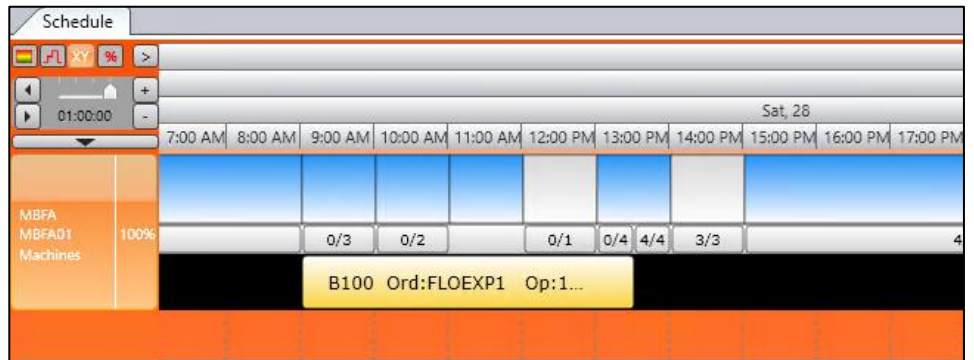 Schedule
XY % >
+
01:00:00 -
Sat, 28
7:00 AM 8:00 AM 9:00 AM 10:00 AM 11:00 AM 12:00 PM 13:00 PM 14:00 PM 15:00 PM 16:00 PM 17:00 PM
MBFA
MBFA01 100% 0/3 0/2 0/1 0/4 4/4 3/3 4
Machines
B100 Ord:FLOEXP1 Op:1...